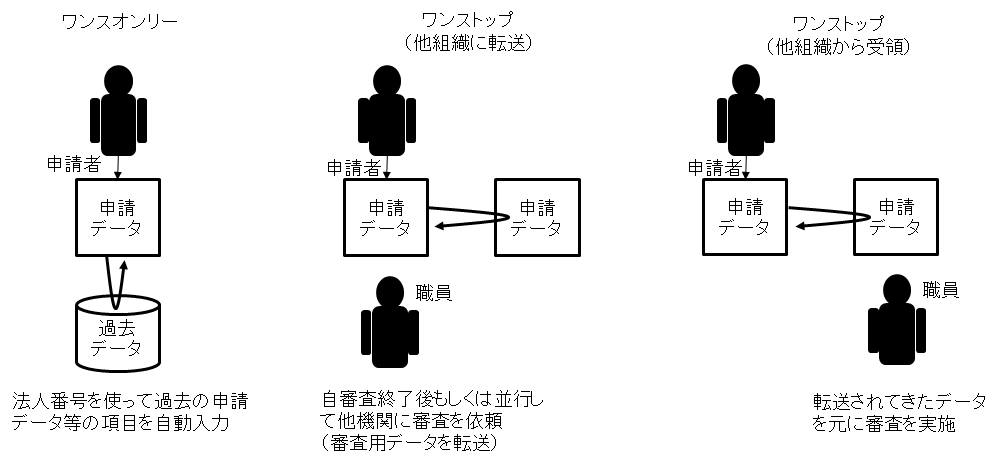 ワンスオンリー
申請者
申請
データ
過去
データ
法人番号を使って過去の申請
データ等の項目を自動入力
ワンストップ
(他組織に転送)
申請者
申請
データ
申請
データ
職員
自審査終了後もしくは並行し
て他機関に審査を依頼
(審査用データを転送)
ワンストップ
(他組織から受領)
申請者
申請
データ
申請
データ
職員
転送されてきたデータ
を元に審査を実施